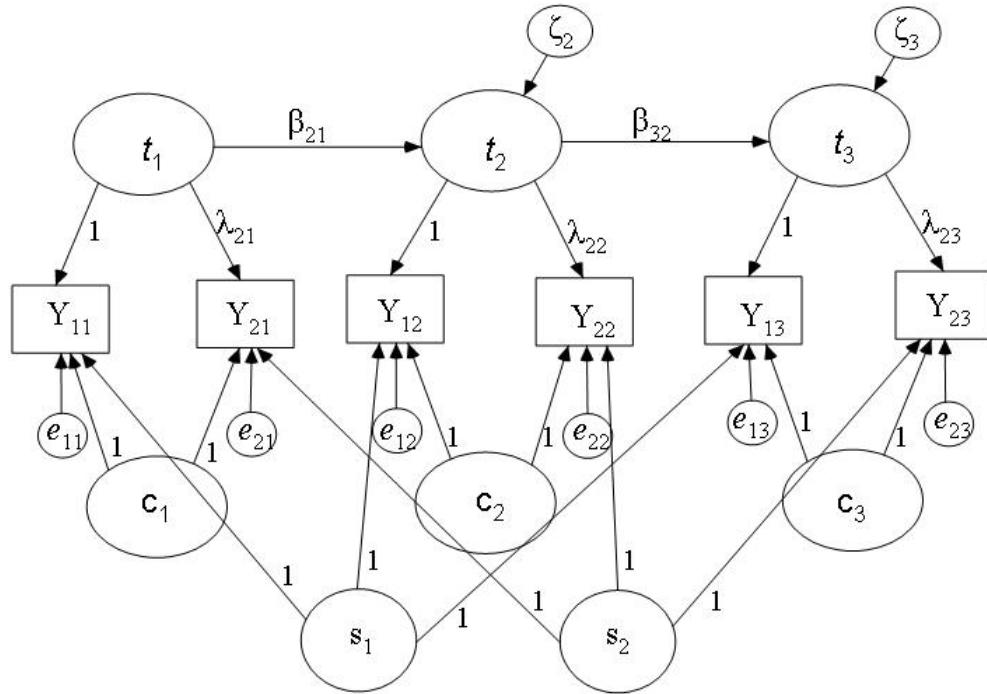 ζ₂ ζ₃
t₁ β₂₁ t₂ β₃₂ t₃
1 λ₂₁ 1 λ₂₂ 1 λ₂₃
Y₁₁ Y₂₁ Y₁₂ Y₂₂ Y₁₃ Y₂₃
e₁₁ e₂₁ e₁₂ e₂₂ e₁₃ e₂₃
1 1 1 1 1 1
c₁ c₂ c₃
1 1 1 1 1 1
s₁ s₂